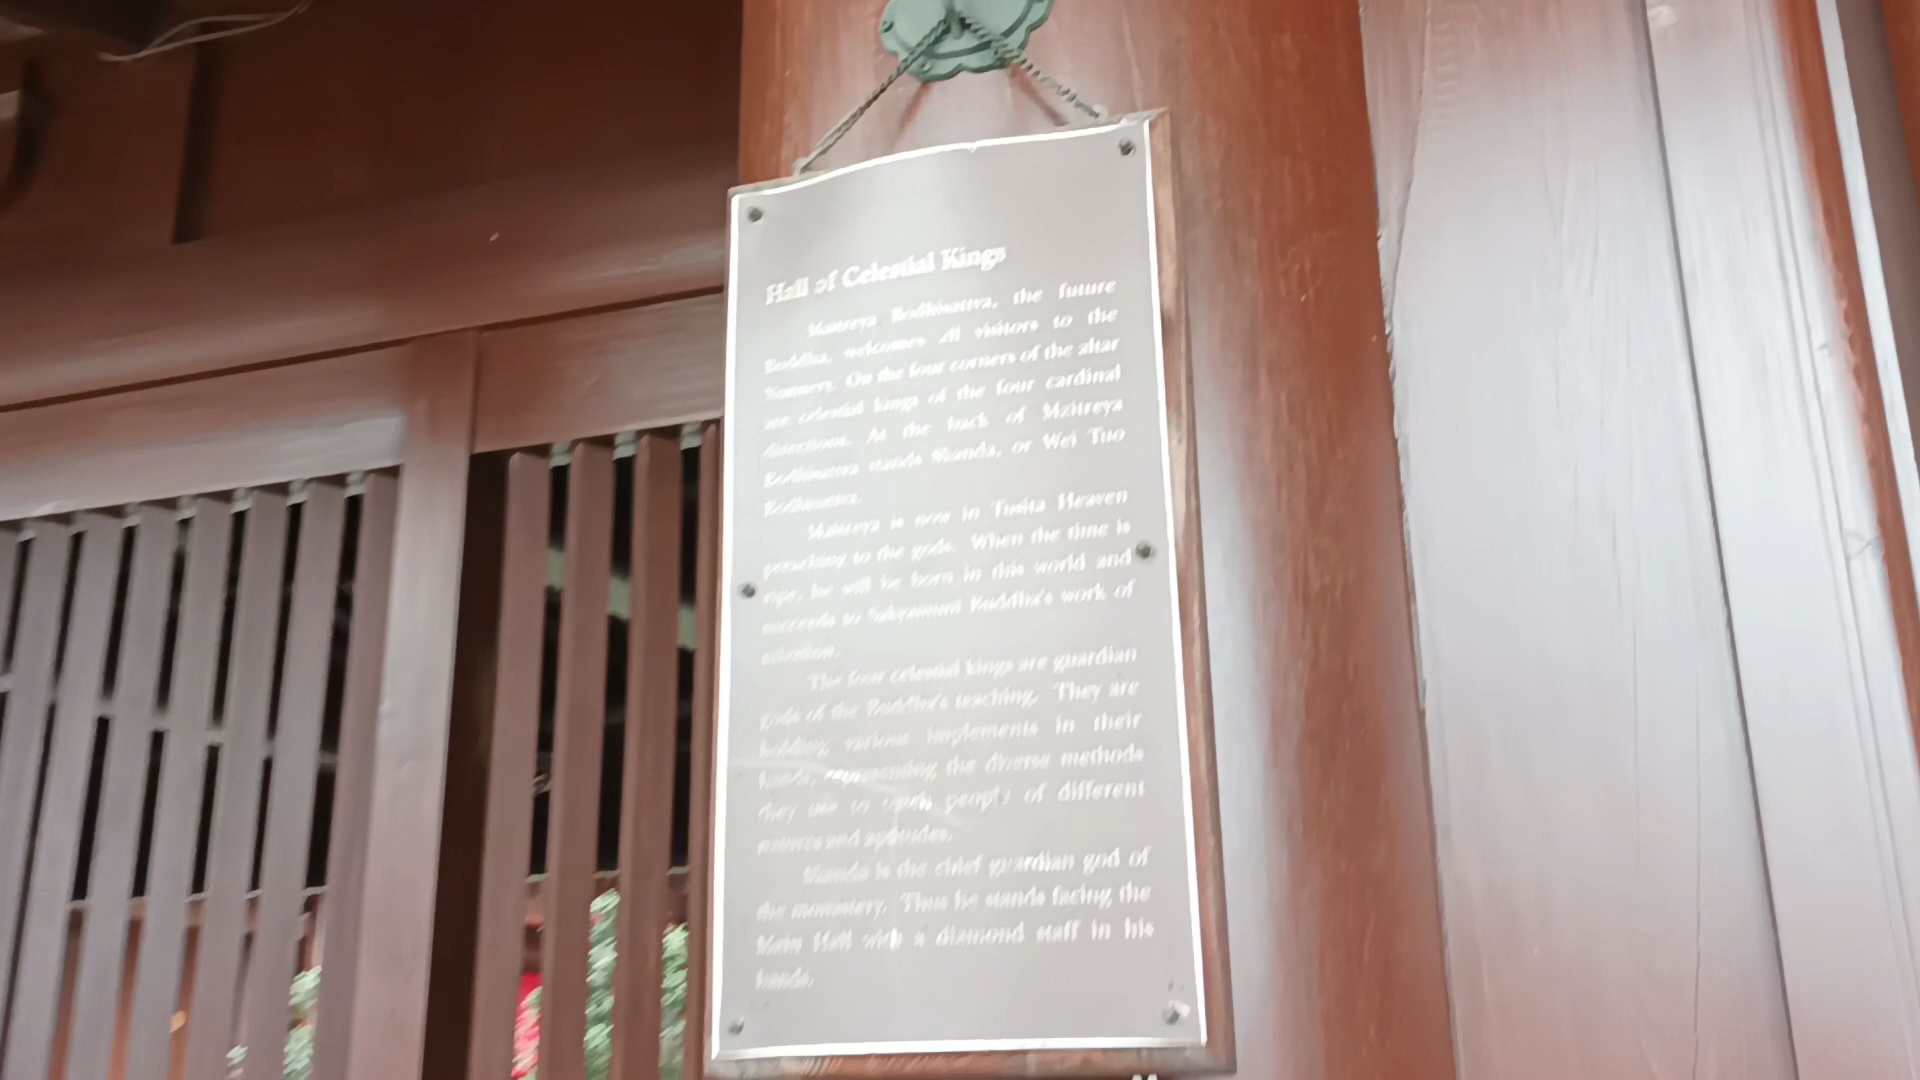 Hall of Celestial Kings
Maitreya Bodhisattva, the future
Buddha, welcomes all visitors to the
Nunnery. On the four corners of the altar
are celestial kings of the four cardinal
directions. At the back of Maitreya
Bodhisattva stands Skanda, or Wei Tuo
Bodhisattva.
Maitreya is now in Tusita Heaven
preaching to the gods. When the time is
ripe, he will be born in this world and
succeeds to Sakyamuni Buddha's work of
salvation.
The four celestial kings are guardian
gods of the Buddha's teaching. They are
holding various implements in their
hands, representing the diverse methods
they use to open people of different
natures and aptitudes.
Skanda is the chief guardian god of
the monastery. Thus he stands facing the
Main Hall with a diamond staff in his
hands.